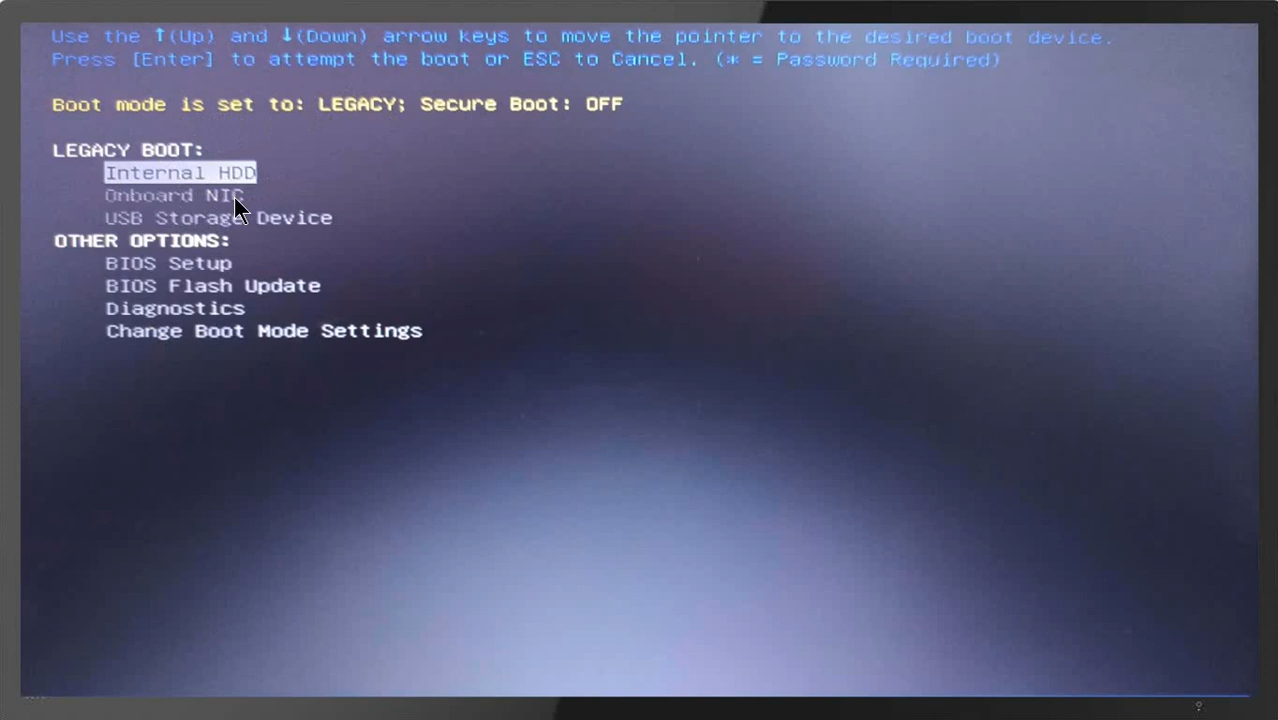 Use the ↑(Up) and ↓(Down) arrow keys to move the pointer to the desired boot device.
Press [Enter] to attempt the boot or ESC to Cancel. (* = Password Required)
Boot mode is set to: LEGACY; Secure Boot: OFF
LEGACY BOOT:
Internal HDD
Onboard NIC
USB Storage Device
OTHER OPTIONS:
BIOS Setup
BIOS Flash Update
Diagnostics
Change Boot Mode Settings